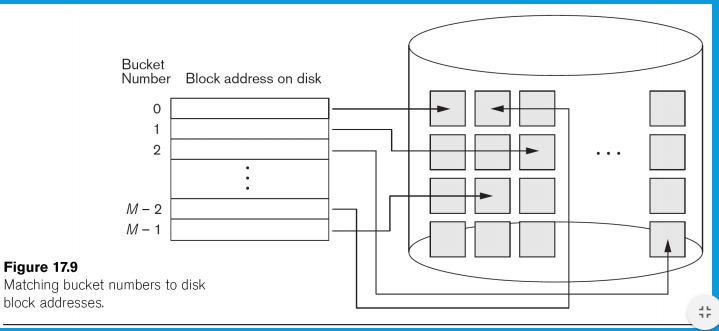 Bucket
Number Block address on disk
0
1
2
⋮
M – 2
M – 1
...
Figure 17.9
Matching bucket numbers to disk
block addresses.